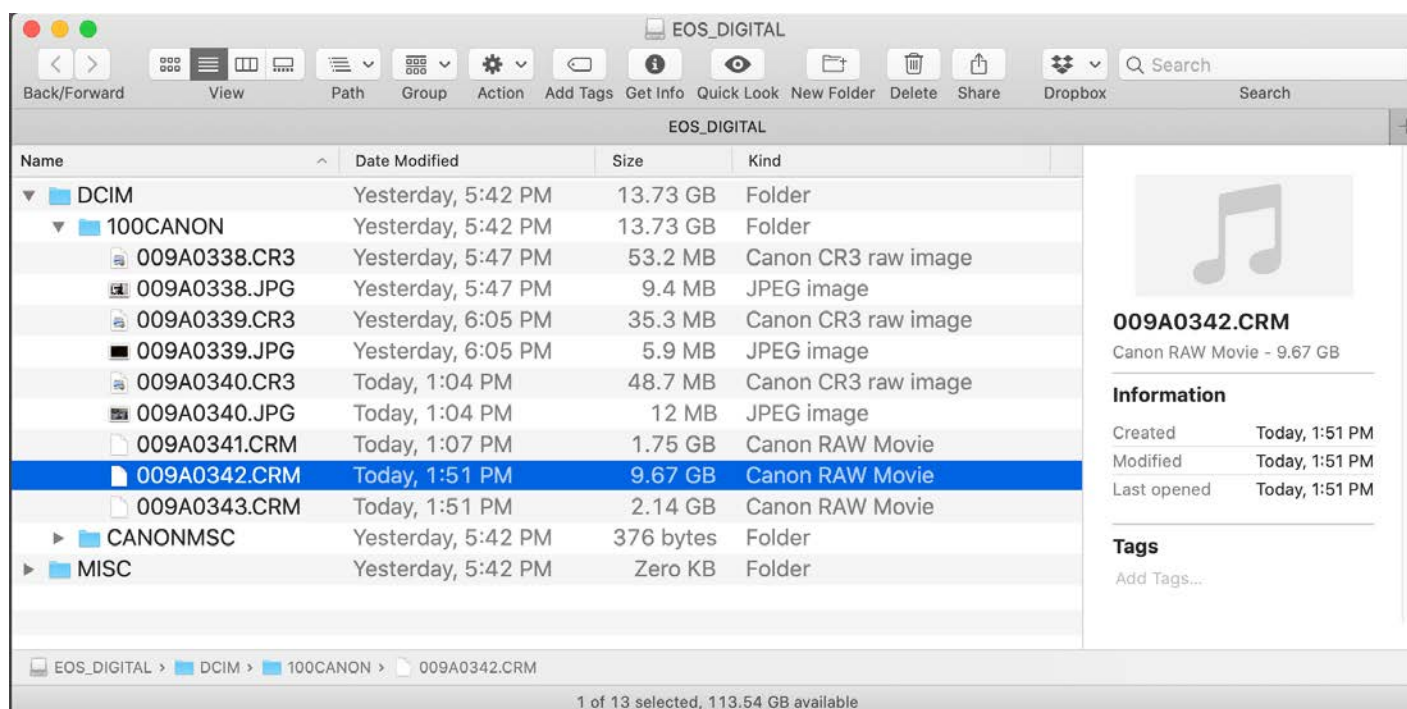 EOS_DIGITAL
Back/Forward View Path Group Action Add Tags Get Info Quick Look New Folder Delete Share Dropbox Search
Search
EOS_DIGITAL
Name Date Modified Size Kind
DCIM Yesterday, 5:42 PM 13.73 GB Folder
100CANON Yesterday, 5:42 PM 13.73 GB Folder
009A0338.CR3 Yesterday, 5:47 PM 53.2 MB Canon CR3 raw image
009A0338.JPG Yesterday, 5:47 PM 9.4 MB JPEG image
009A0339.CR3 Yesterday, 6:05 PM 35.3 MB Canon CR3 raw image
009A0339.JPG Yesterday, 6:05 PM 5.9 MB JPEG image
009A0340.CR3 Today, 1:04 PM 48.7 MB Canon CR3 raw image
009A0340.JPG Today, 1:04 PM 12 MB JPEG image
009A0341.CRM Today, 1:07 PM 1.75 GB Canon RAW Movie
009A0342.CRM Today, 1:51 PM 9.67 GB Canon RAW Movie
009A0343.CRM Today, 1:51 PM 2.14 GB Canon RAW Movie
CANONMSC Yesterday, 5:42 PM 376 bytes Folder
MISC Yesterday, 5:42 PM Zero KB Folder
009A0342.CRM
Canon RAW Movie - 9.67 GB
Information
Created Today, 1:51 PM
Modified Today, 1:51 PM
Last opened Today, 1:51 PM
Tags
Add Tags...
EOS_DIGITAL > DCIM > 100CANON > 009A0342.CRM
1 of 13 selected, 113.54 GB available